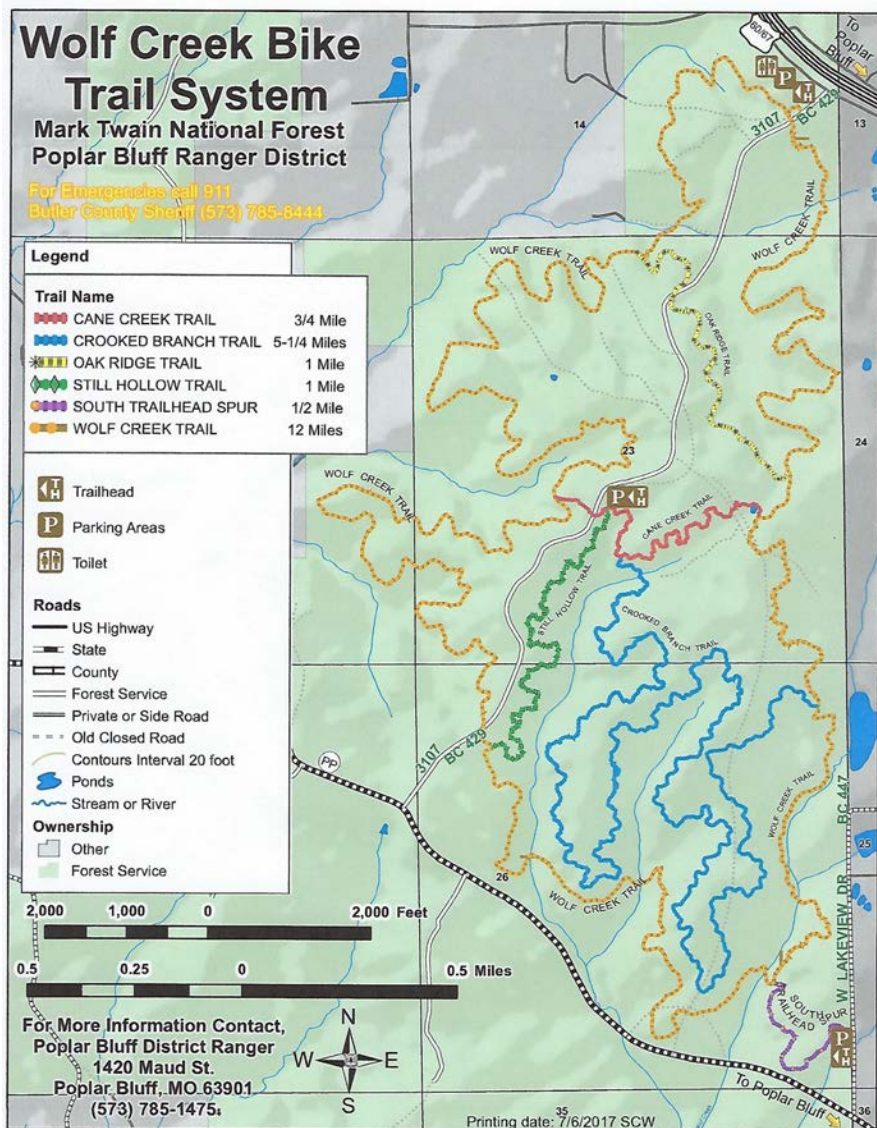 Wolf Creek Bike
Trail System
Mark Twain National Forest
Poplar Bluff Ranger District
For Emergencies call 911
Butler County Sheriff (573) 785-8444
60/67
To
Poplar
Bluff
P
T
H
3107
BC 429
14
13
Legend
Trail Name
CANE CREEK TRAIL 3/4 Mile
CROOKED BRANCH TRAIL 5-1/4 Miles
OAK RIDGE TRAIL 1 Mile
STILL HOLLOW TRAIL 1 Mile
SOUTH TRAILHEAD SPUR 1/2 Mile
WOLF CREEK TRAIL 12 Miles
T
H
Trailhead
P
Parking Areas
Toilet
Roads
US Highway
State
County
Forest Service
Private or Side Road
Old Closed Road
Contours Interval 20 foot
Ponds
Stream or River
Ownership
Other
Forest Service
WOLF CREEK TRAIL
WOLF CREEK TRAIL
OAK RIDGE TRAIL
23
24
WOLF CREEK TRAIL
P
T
H
CANE CREEK TRAIL
STILL HOLLOW TRAIL
CROOKED BRANCH TRAIL
3107
BC 429
PP
WOLF CREEK TRAIL
BC 447
25
26
WOLF CREEK TRAIL
W LAKEVIEW DR
SOUTH
TRAILHEAD
SPUR
P
T
H
To Poplar Bluff
35
36
2,000 1,000 0 2,000 Feet
0.5 0.25 0 0.5 Miles
For More Information Contact,
Poplar Bluff District Ranger
1420 Maud St.
Poplar Bluff, MO 63901
(573) 785-1475
N
W
E
S
Printing date: 7/6/2017 SCW